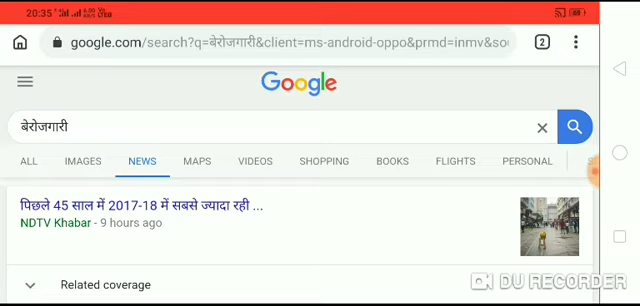 20:35
google.com/search?q=बेरोजगारी&client=ms-android-oppo&prmd=inmv&so
2
Google
बेरोजगारी
ALL IMAGES NEWS MAPS VIDEOS SHOPPING BOOKS FLIGHTS PERSONAL
पिछले 45 साल में 2017-18 में सबसे ज्यादा रही ...
NDTV Khabar - 9 hours ago
Related coverage
DU RECORDER